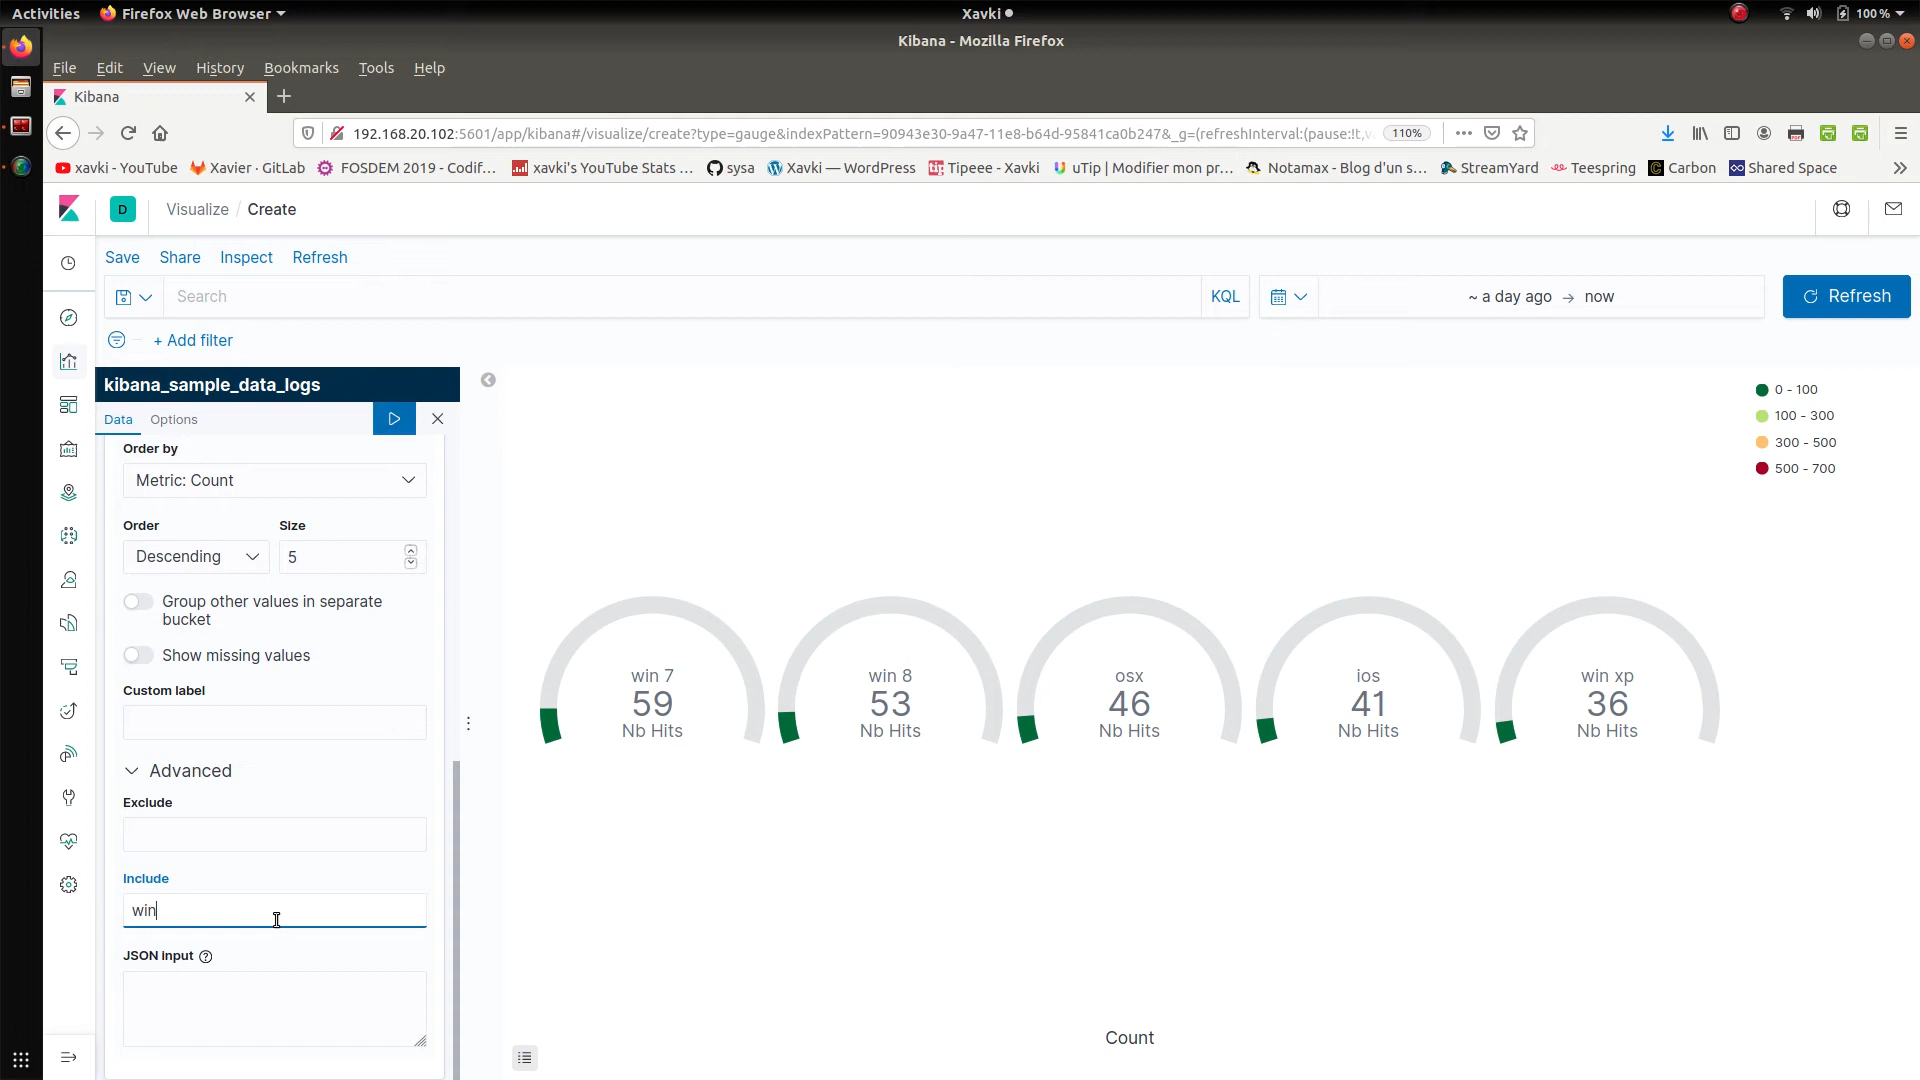 Activities Firefox Web Browser Xavki 100 %
Kibana - Mozilla Firefox
File Edit View History Bookmarks Tools Help
Kibana
192.168.20.102:5601/app/kibana#/visualize/create?type=gauge&indexPattern=90943e30-9a47-11e8-b64d-95841ca0b247&_g=(refreshInterval:(pause:!t,v 110%
xavki - YouTube Xavier · GitLab FOSDEM 2019 - Codif... xavki's YouTube Stats ... sysa Xavki — WordPress Tipeee - Xavki uTip | Modifier mon pr... Notamax - Blog d'un s... StreamYard Teespring Carbon Shared Space
D Visualize / Create
Save Share Inspect Refresh
Search KQL ~ a day ago → now Refresh
+ Add filter
kibana_sample_data_logs
Data Options
Order by
Metric: Count
Order Size
Descending 5
Group other values in separate
bucket
Show missing values
Custom label
Advanced
Exclude
Include
win
JSON input
0 - 100
100 - 300
300 - 500
500 - 700
win 7
59
Nb Hits
win 8
53
Nb Hits
osx
46
Nb Hits
ios
41
Nb Hits
win xp
36
Nb Hits
Count